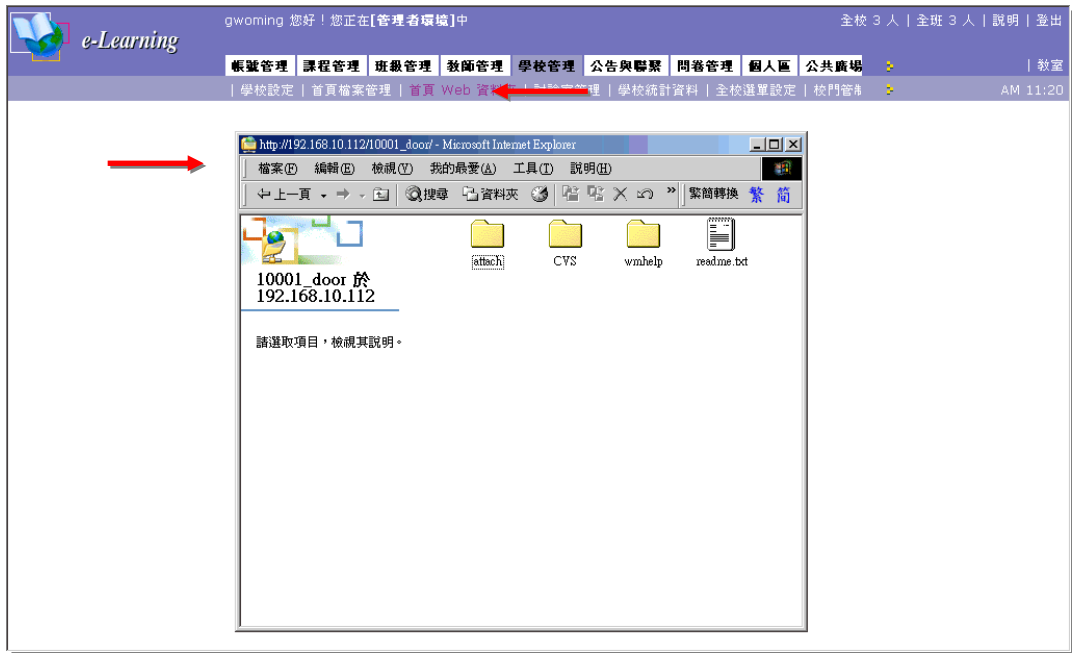 e-Learning
gwoming 您好！您正在[管理者環境]中
全校 3 人 | 全班 3 人 | 說明 | 登出
帳號管理 課程管理 班級管理 教師管理 學校管理 公告與聯繫 問卷管理 個人區 公共廣場
| 教室
| 學校設定 | 首頁檔案管理 | 首頁 Web 資料 管理 | 學校統計資料 | 全校選單設定 | 校門管制
AM 11:20
http://192.168.10.112/10001_door/ - Microsoft Internet Explorer
檔案(F) 編輯(E) 檢視(V) 我的最愛(A) 工具(T) 說明(H)
上一頁 搜尋 資料夾 » 繁簡轉換 繁 简
attach CVS wmhelp readme.txt
10001_door 於
192.168.10.112
請選取項目，檢視其說明。